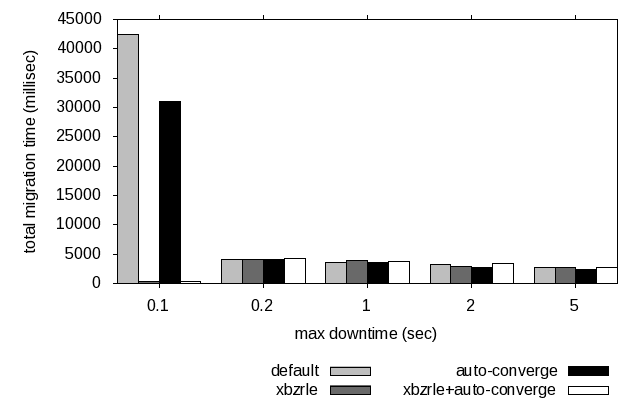 45000
40000
35000
30000
25000
20000
15000
10000
5000
0
total migration time (millisec)
0.1 0.2 1 2 5
max downtime (sec)
default auto-converge
xbzrle xbzrle+auto-converge